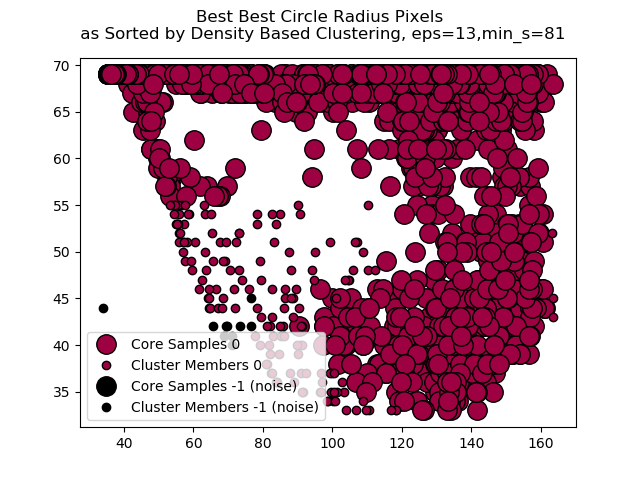 Best Best Circle Radius Pixels
as Sorted by Density Based Clustering, eps=13,min_s=81
70
65
60
55
50
45
40
35
Core Samples 0
Cluster Members 0
Core Samples -1 (noise)
Cluster Members -1 (noise)
40 60 80 100 120 140 160